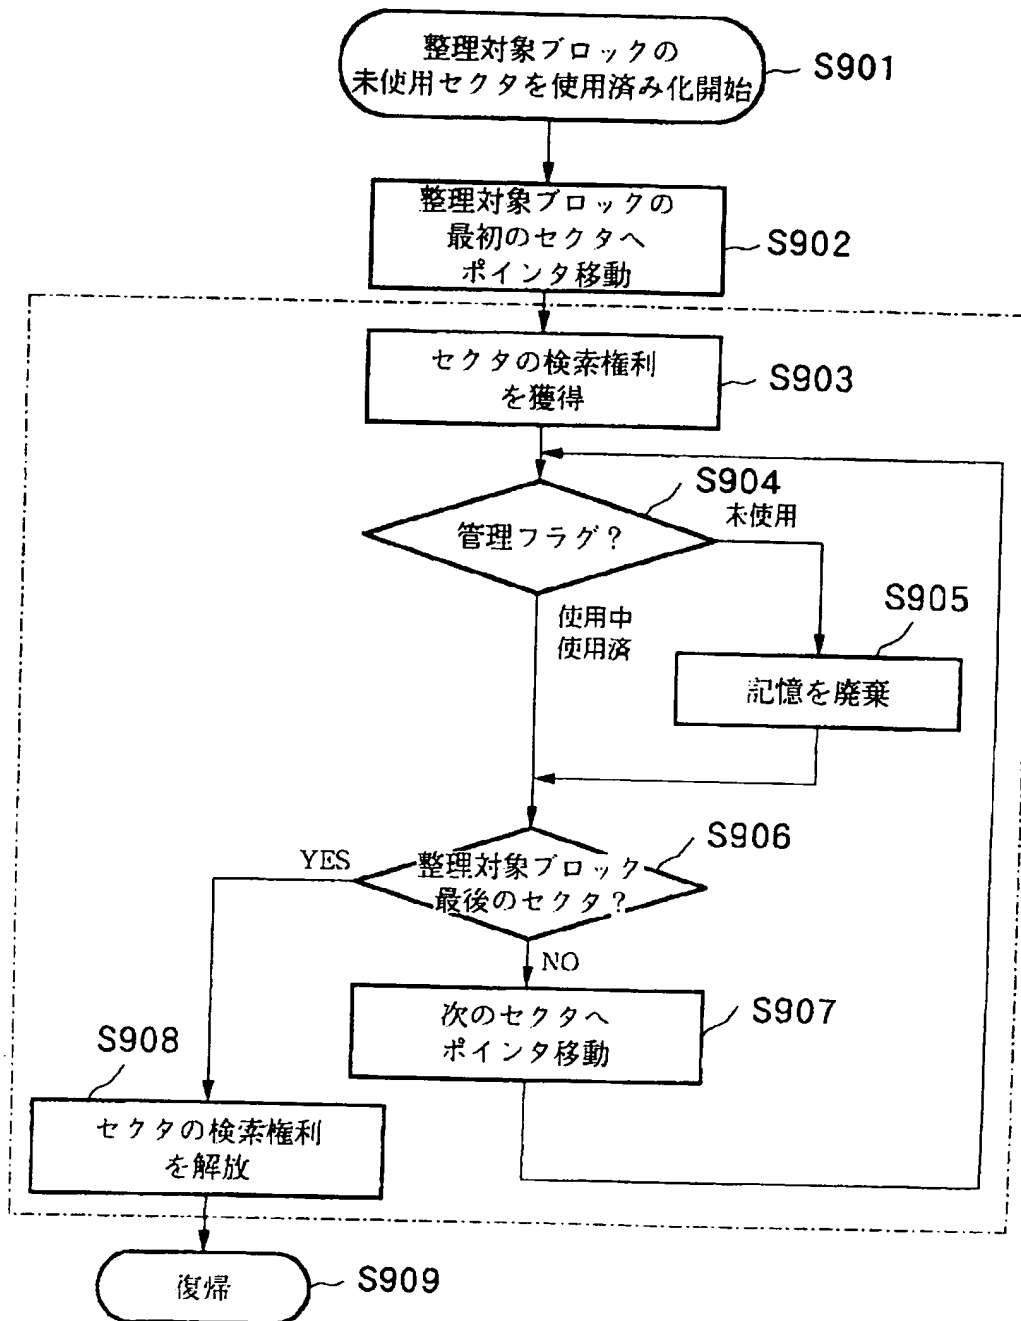 整理対象ブロックの
未使用セクタを使用済み化開始
S901
整理対象ブロックの
最初のセクタへ
ポインタ移動
S902
セクタの検索権利
を獲得
S903
S904
管理フラグ?
未使用
使用中
使用済
S905
記憶を廃棄
S906
YES
整理対象ブロック
最後のセクタ?
NO
S907
次のセクタへ
ポインタ移動
S908
セクタの検索権利
を解放
復帰
S909